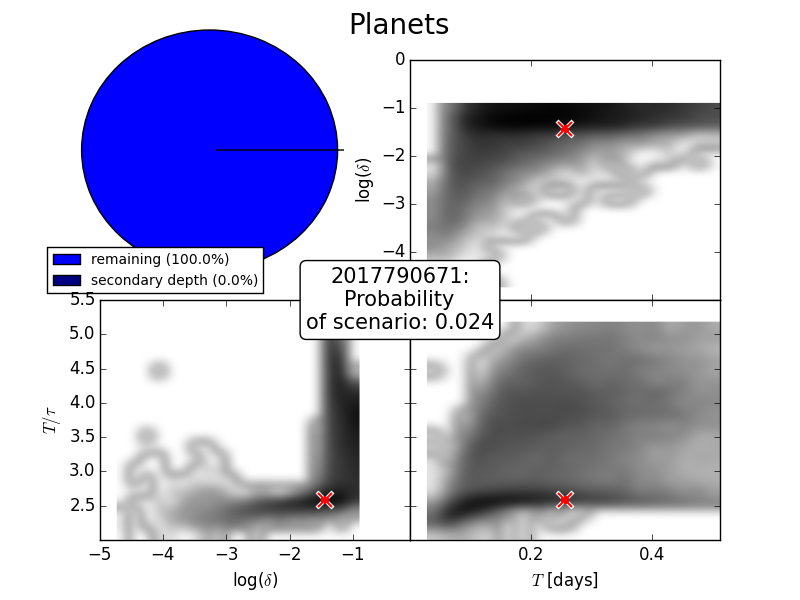 Planets
remaining (100.0%)
secondary depth (0.0%)
0
−1
−2
−3
−4
log(δ)
2017790671:
Probability
of scenario: 0.024
5.5
5.0
4.5
4.0
3.5
3.0
2.5
T/τ
−5
−4
−3
−2
−1
log(δ)
0.2
0.4
T [days]